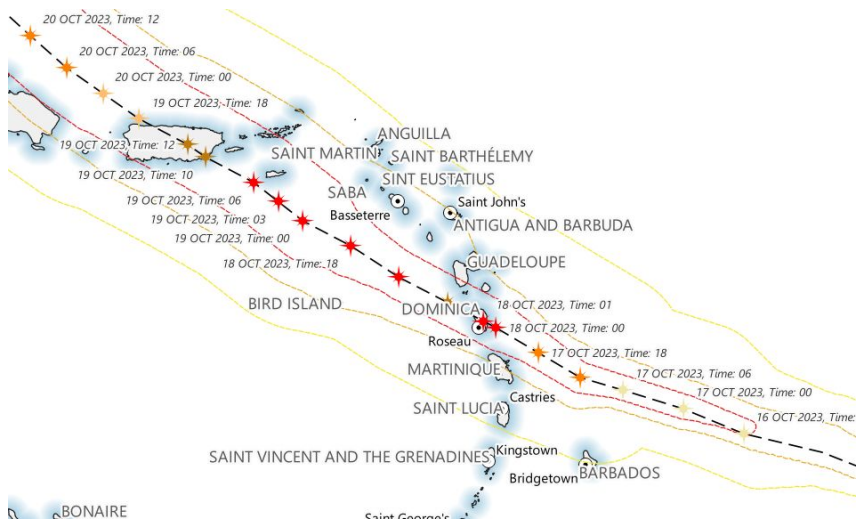 20 OCT 2023, Time: 12
20 OCT 2023, Time: 06
20 OCT 2023, Time: 00
19 OCT 2023, Time: 18
19 OCT 2023, Time: 12
19 OCT 2023, Time: 10
19 OCT 2023, Time: 06
19 OCT 2023, Time: 03
19 OCT 2023, Time: 00
18 OCT 2023, Time: 18
ANGUILLA
SAINT MARTIN
SAINT BARTHÉLEMY
SINT EUSTATIUS
SABA
Basseterre
Saint John's
ANTIGUA AND BARBUDA
GUADELOUPE
BIRD ISLAND
DOMINICA
18 OCT 2023, Time: 01
18 OCT 2023, Time: 00
Roseau
17 OCT 2023, Time: 18
MARTINIQUE
17 OCT 2023, Time: 06
17 OCT 2023, Time: 00
16 OCT 2023, Time:
Castries
SAINT LUCIA
SAINT VINCENT AND THE GRENADINES
Kingstown
Bridgetown
BARBADOS
BONAIRE
Saint George's